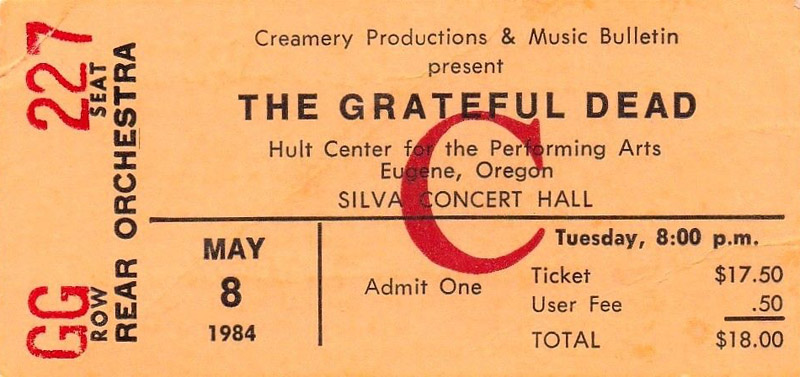 227
SEAT
GG
ROW
REAR ORCHESTRA
Creamery Productions & Music Bulletin
present
THE GRATEFUL DEAD
Hult Center for the Performing Arts
Eugene, Oregon
SILVA CONCERT HALL
C
MAY
8
1984
Admit One
Tuesday, 8:00 p.m.
Ticket $17.50
User Fee .50
TOTAL $18.00